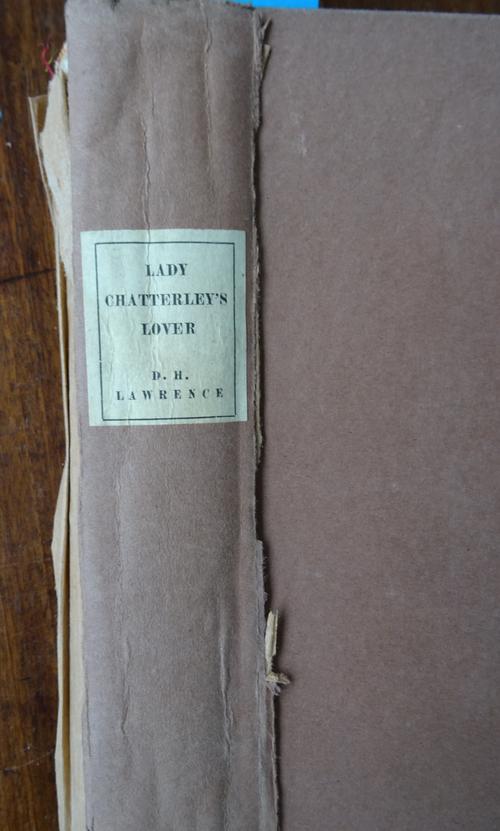 LADY
CHATTERLEY'S
LOVER
D. H.
LAWRENCE